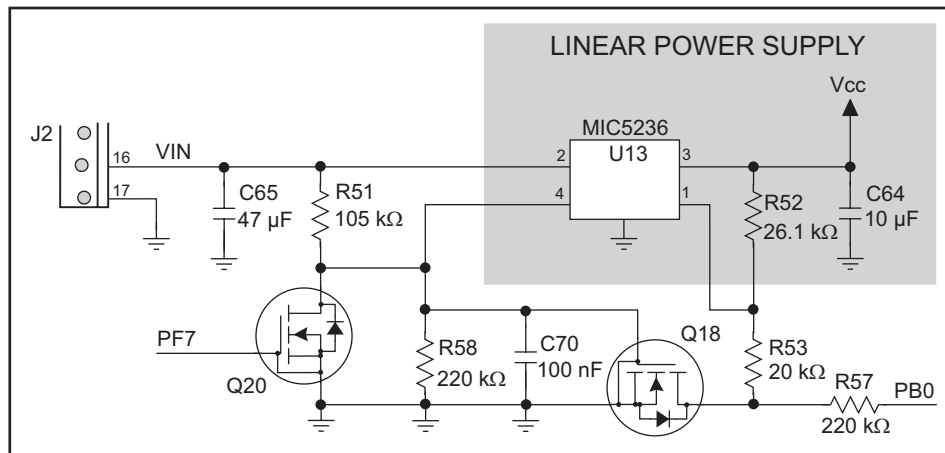 LINEAR POWER SUPPLY
Vcc
MIC5236
U13
J2
16
VIN
2
3
17
4
1
C65
47 µF
R51
105 kΩ
R52
26.1 kΩ
C64
10 µF
PF7
Q20
R58
220 kΩ
C70
100 nF
Q18
R53
20 kΩ
R57
220 kΩ
PB0